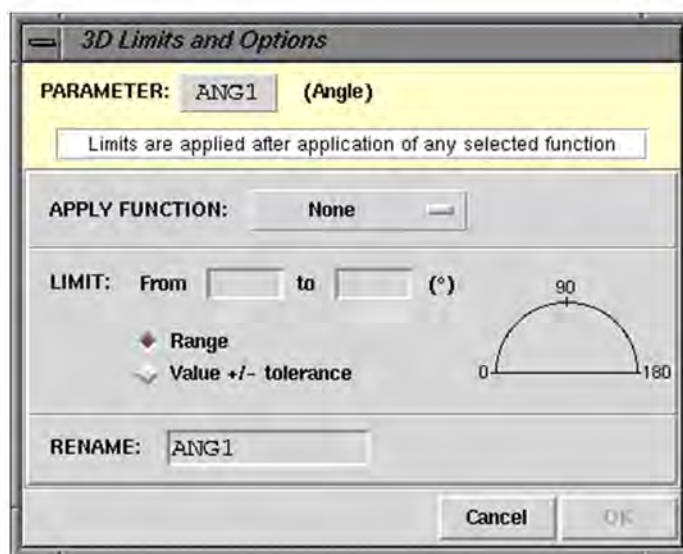 3D Limits and Options
PARAMETER: ANG1 (Angle)
Limits are applied after application of any selected function
APPLY FUNCTION: None
LIMIT: From to (°)
90
Range
Value +/- tolerance
0 180
RENAME: ANG1
Cancel OK